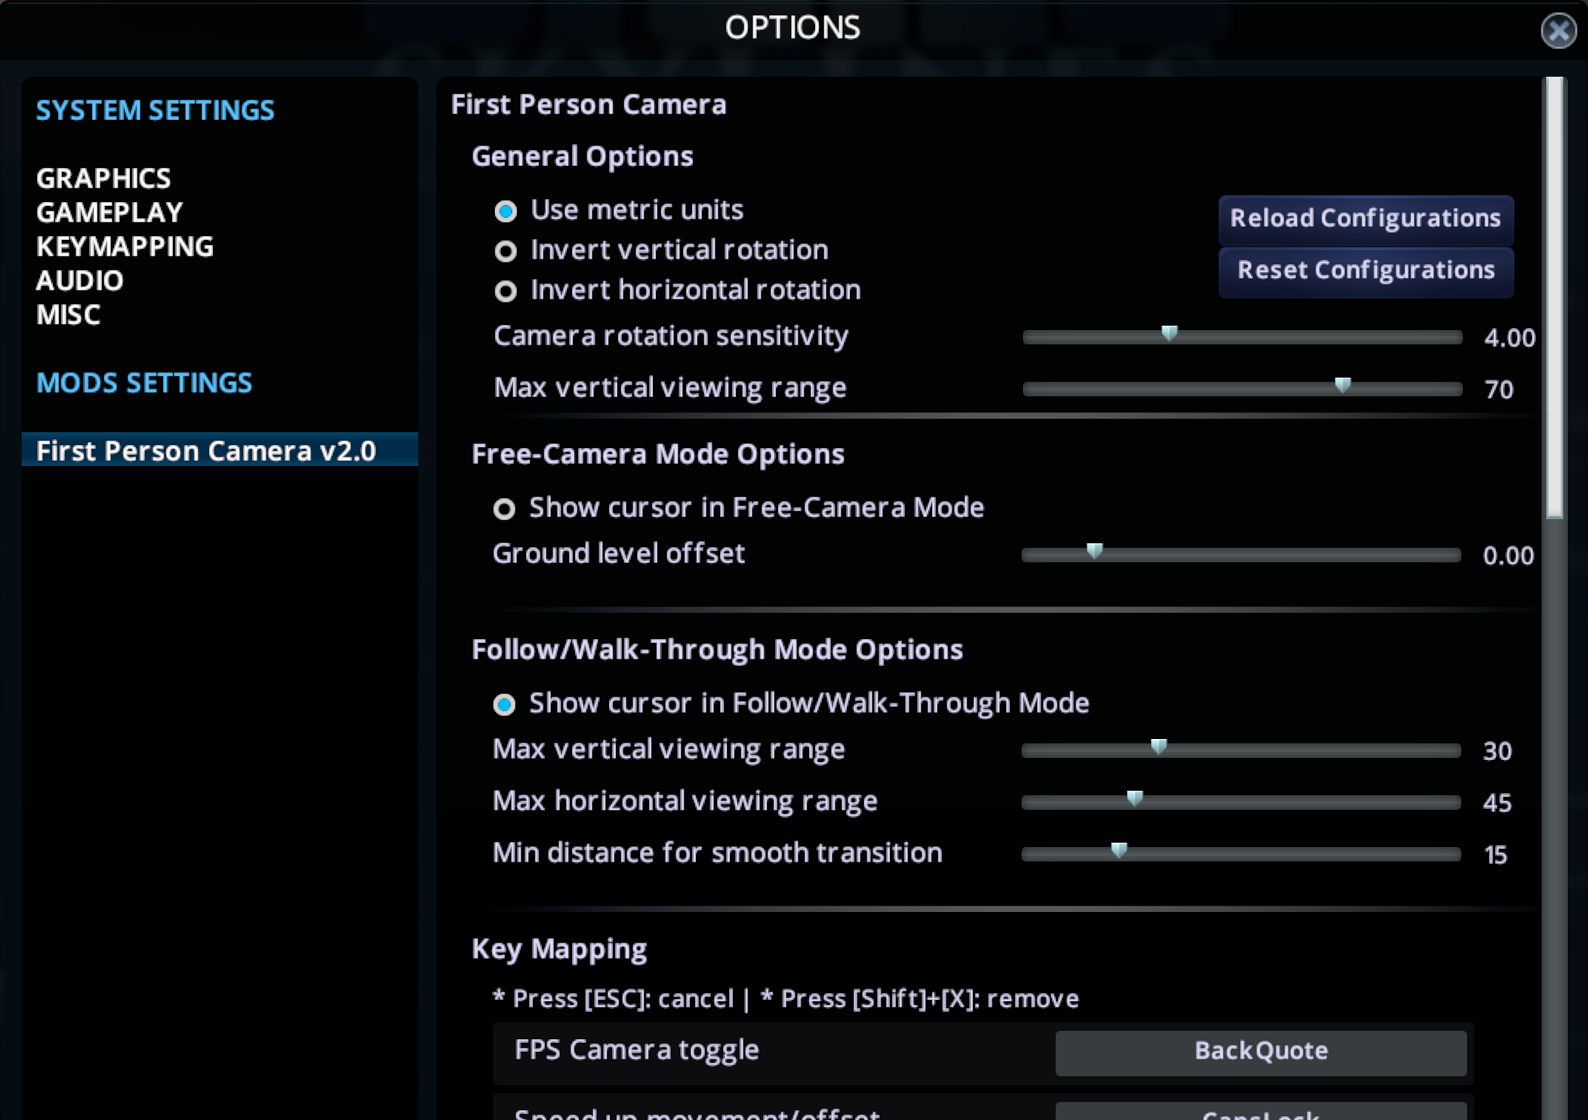 OPTIONS
SYSTEM SETTINGS
GRAPHICS
GAMEPLAY
KEYMAPPING
AUDIO
MISC
MODS SETTINGS
First Person Camera v2.0
First Person Camera
General Options
Use metric units
Invert vertical rotation
Invert horizontal rotation
Reload Configurations
Reset Configurations
Camera rotation sensitivity 4.00
Max vertical viewing range 70
Free-Camera Mode Options
Show cursor in Free-Camera Mode
Ground level offset 0.00
Follow/Walk-Through Mode Options
Show cursor in Follow/Walk-Through Mode
Max vertical viewing range 30
Max horizontal viewing range 45
Min distance for smooth transition 15
Key Mapping
* Press [ESC]: cancel | * Press [Shift]+[X]: remove
FPS Camera toggle BackQuote
Speed up movement/offset CapsLock